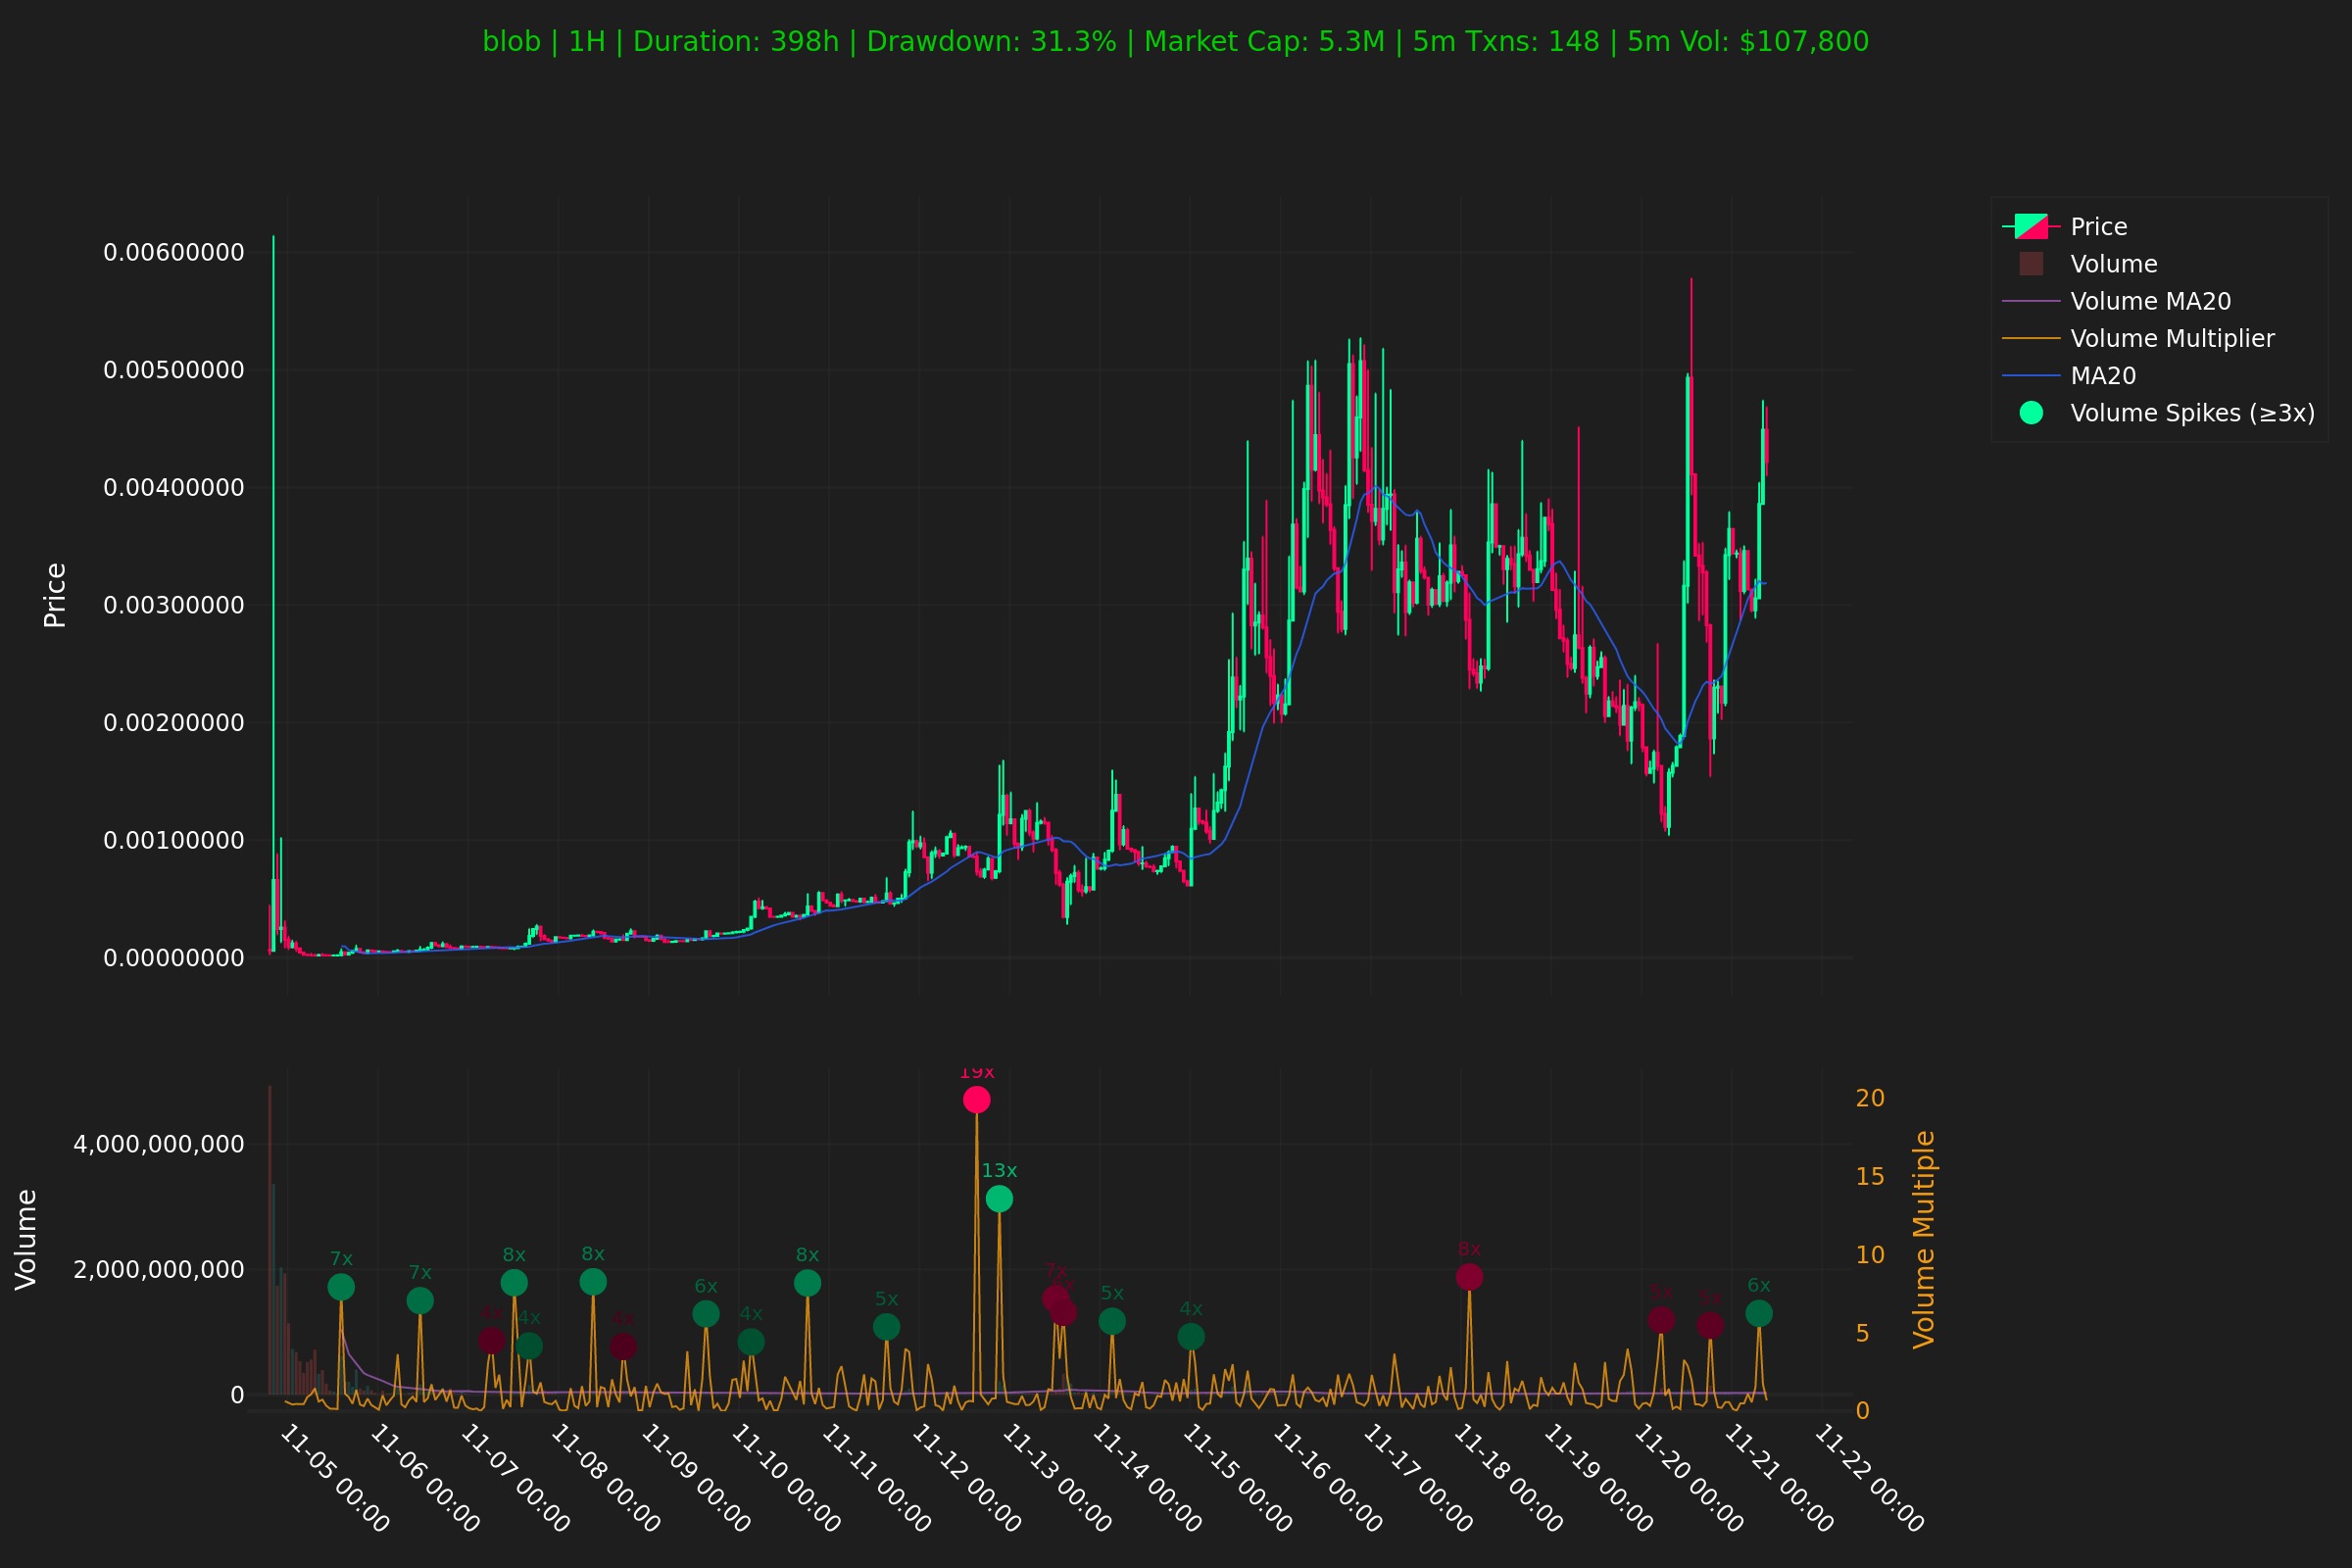 blob | 1H | Duration: 398h | Drawdown: 31.3% | Market Cap: 5.3M | 5m Txns: 148 | 5m Vol: $107,800
Price
0.00600000
0.00500000
0.00400000
0.00300000
0.00200000
0.00100000
0.00000000
Price
Volume
Volume MA20
Volume Multiplier
MA20
Volume Spikes (≥3x)
Volume
4,000,000,000
2,000,000,000
0
7x
7x
4x
8x
4x
8x
4x
6x
4x
8x
5x
19x
13x
7x
5x
4x
8x
5x
5x
6x
20
15
10
5
0
Volume Multiple
11-05 00:00
11-06 00:00
11-07 00:00
11-08 00:00
11-09 00:00
11-10 00:00
11-11 00:00
11-12 00:00
11-13 00:00
11-14 00:00
11-15 00:00
11-16 00:00
11-17 00:00
11-18 00:00
11-19 00:00
11-20 00:00
11-21 00:00
11-22 00:00